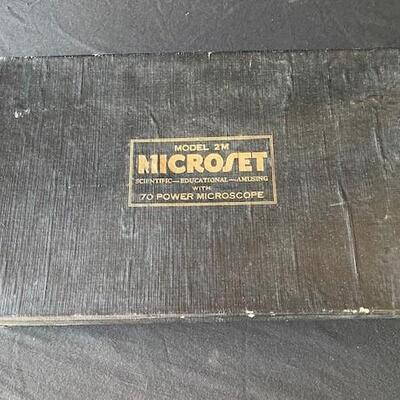 MODEL 2M
MICROSET
SCIENTIFIC—EDUCATIONAL—AMUSING
WITH
70 POWER MICROSCOPE